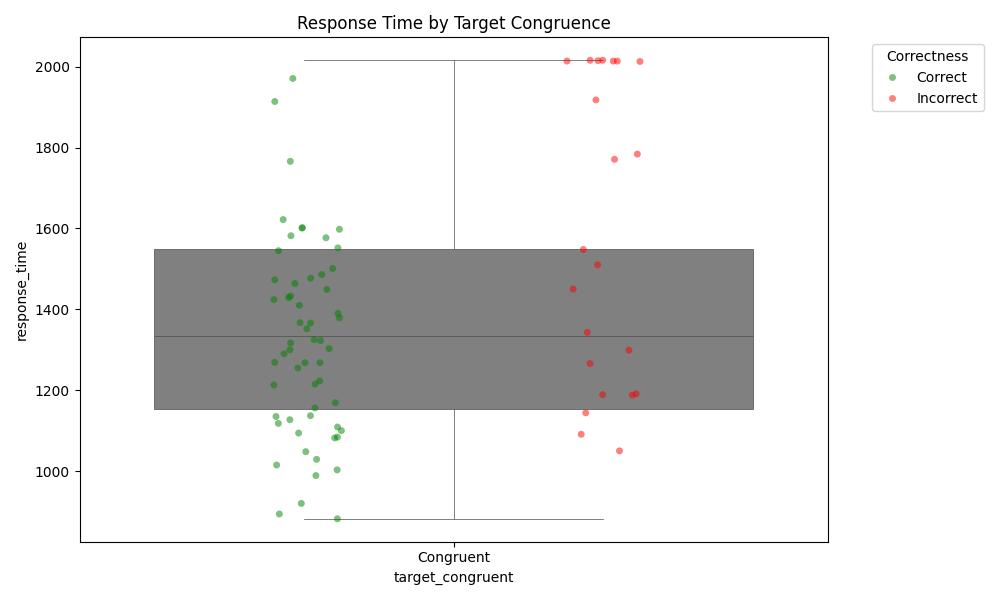 Response Time by Target Congruence
Correctness
Correct
Incorrect
2000
1800
1600
1400
1200
1000
response_time
Congruent
target_congruent